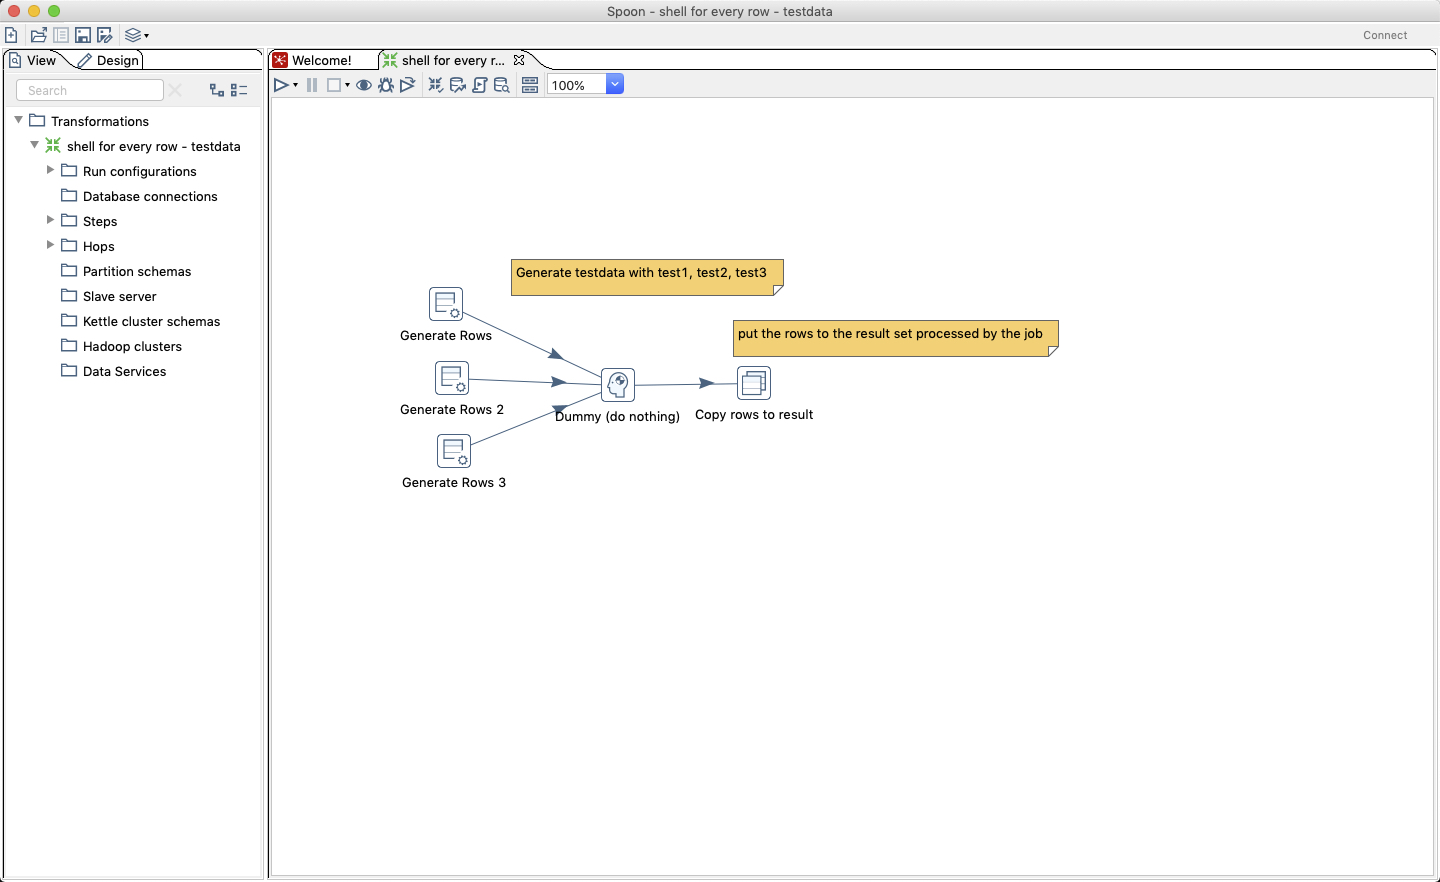 Spoon - shell for every row - testdata
Connect
View
Design
Welcome!
shell for every r...
Search
100%
Transformations
shell for every row - testdata
Run configurations
Database connections
Steps
Hops
Partition schemas
Slave server
Kettle cluster schemas
Hadoop clusters
Data Services
Generate testdata with test1, test2, test3
Generate Rows
put the rows to the result set processed by the job
Generate Rows 2
Dummy (do nothing)
Copy rows to result
Generate Rows 3